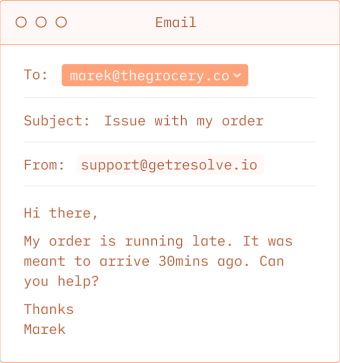 Email
To: marek@thegrocery.co
Subject: Issue with my order
From: support@getresolve.io
Hi there,
My order is running late. It was
meant to arrive 30mins ago. Can
you help?
Thanks
Marek